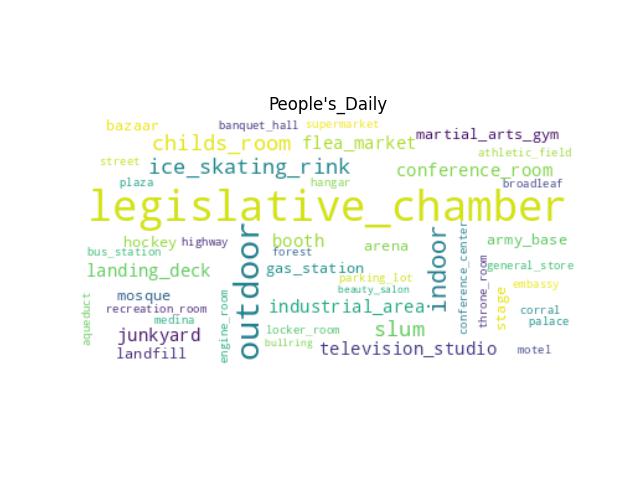 People's_Daily
bazaar banquet_hall supermarket
childs_room flea_market martial_arts_gym
street ice_skating_rink conference_room athletic_field
plaza hangar broadleaf
legislative_chamber
hockey highway outdoor booth arena indoor conference_center army_base
bus_station forest
landing_deck gas_station throne_room general_store
parking_lot stage embassy
mosque beauty_salon
aqueduct recreation_room engine_room industrial_area corral
medina palace
junkyard locker_room slum
landfill bullring television_studio motel